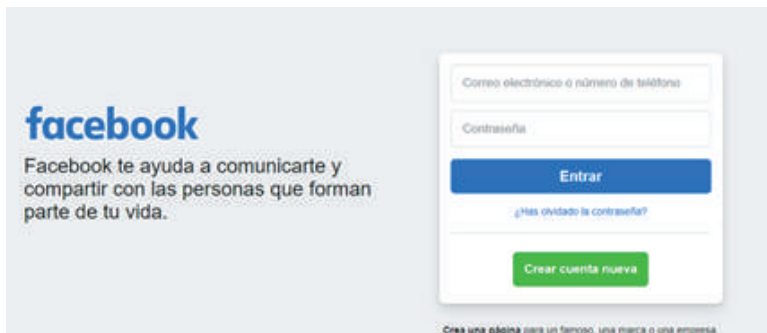 facebook
Facebook te ayuda a comunicarte y
compartir con las personas que forman
parte de tu vida.
Correo electrónico o número de teléfono
Contraseña
Entrar
¿Has olvidado la contraseña?
Crear cuenta nueva
Crea una página para un famoso, una marca o una empresa.